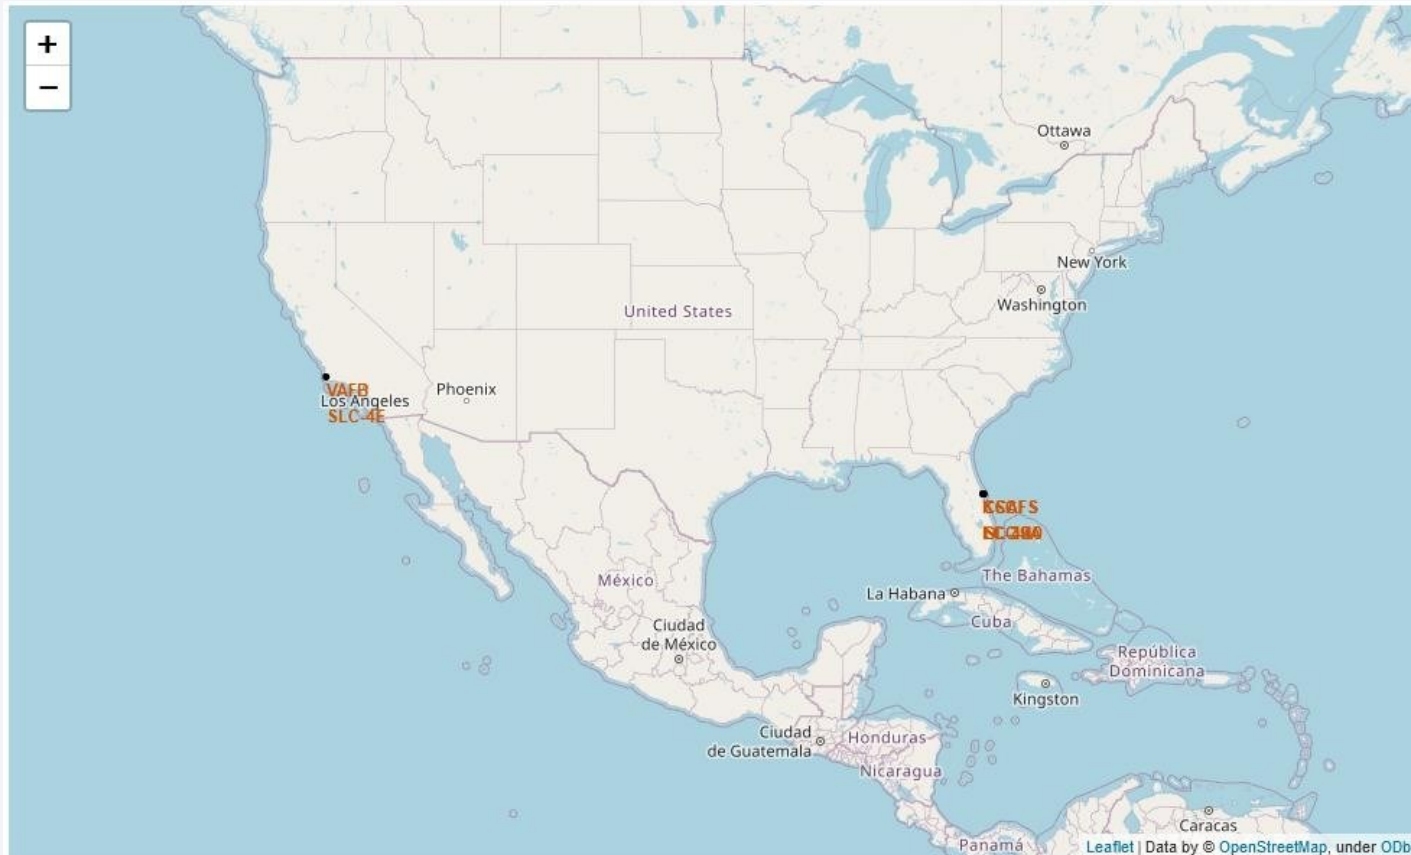 +
−
Ottawa
New York
Washington
United States
VAFB
Los Angeles
SLC-4E
Phoenix
The Bahamas
La Habana
Cuba
México
Ciudad
de México
República
Dominicana
Kingston
Ciudad
de Guatemala
Honduras
Nicaragua
Caracas
Panamá
Leaflet | Data by © OpenStreetMap, under ODb